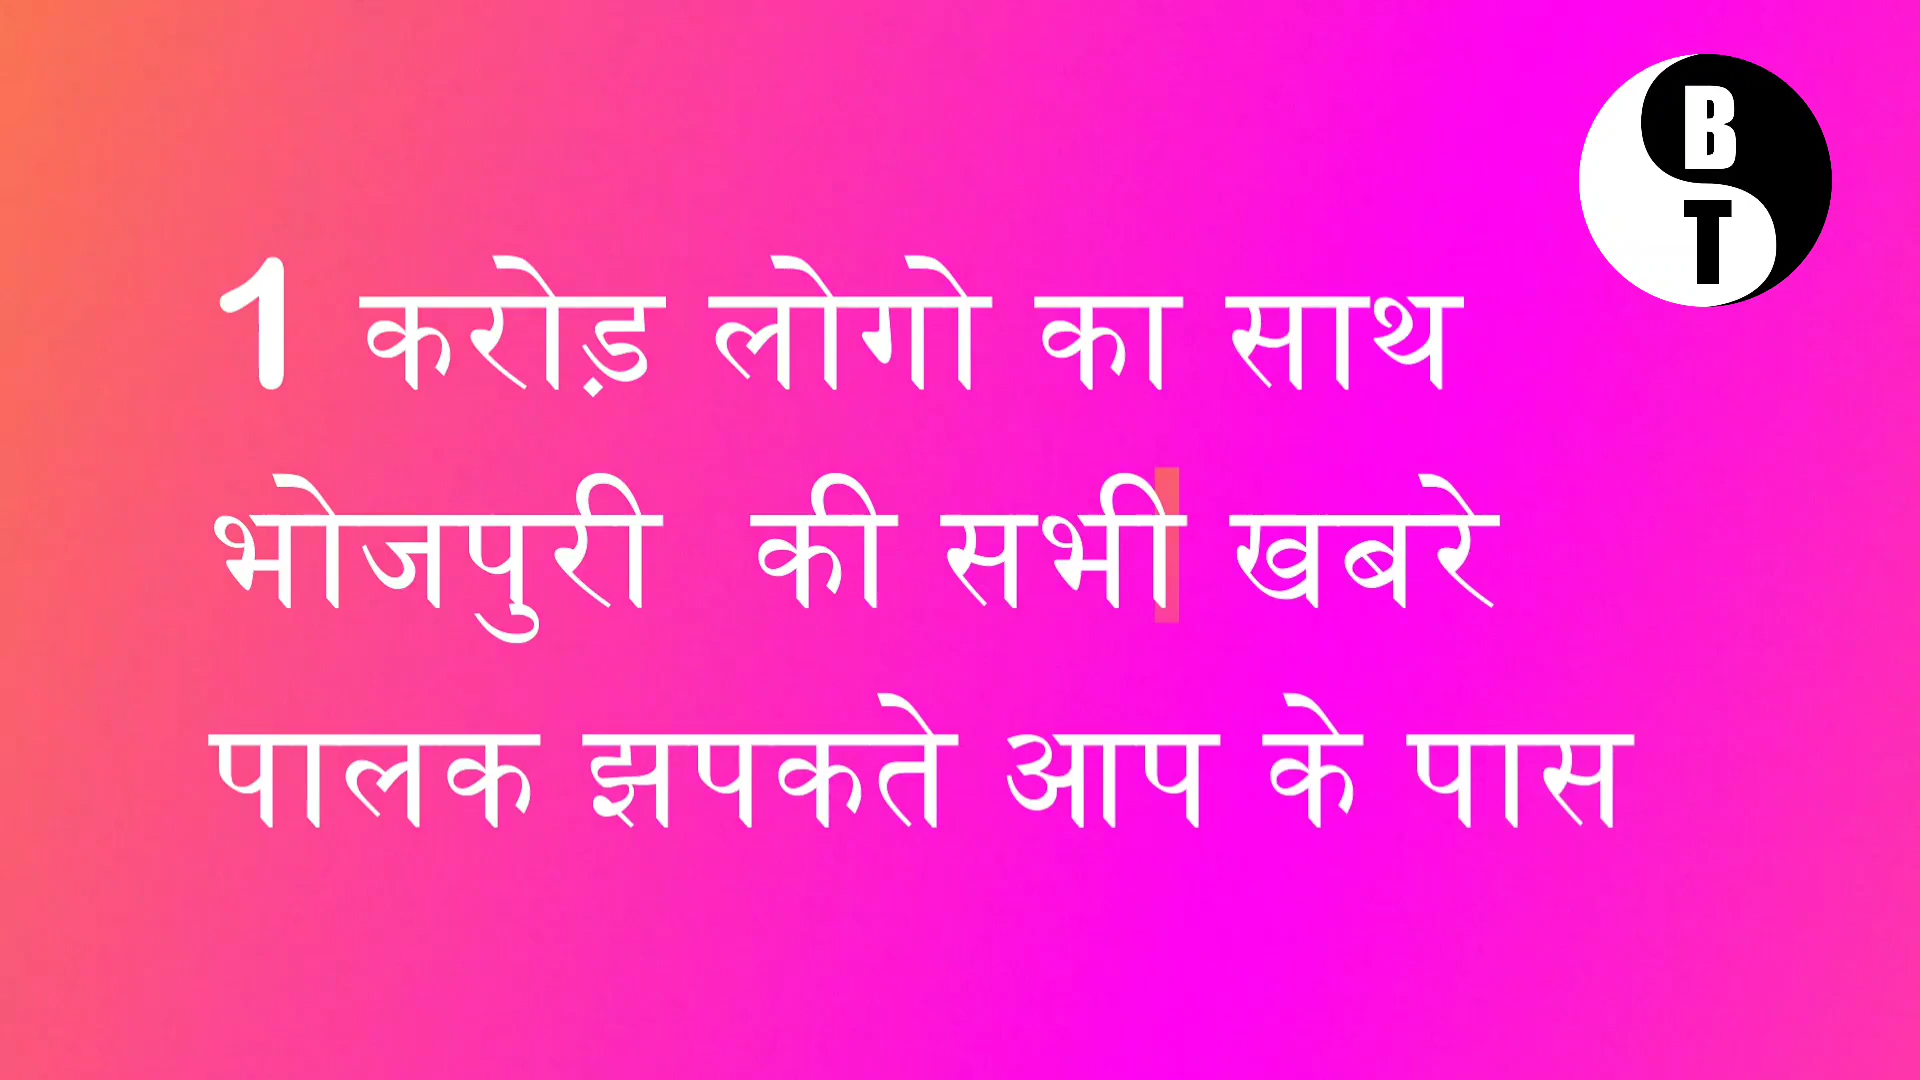 B
T
1 करोड़ लोगो का साथ
भोजपुरी की सभी खबरे
पालक झपकते आप के पास